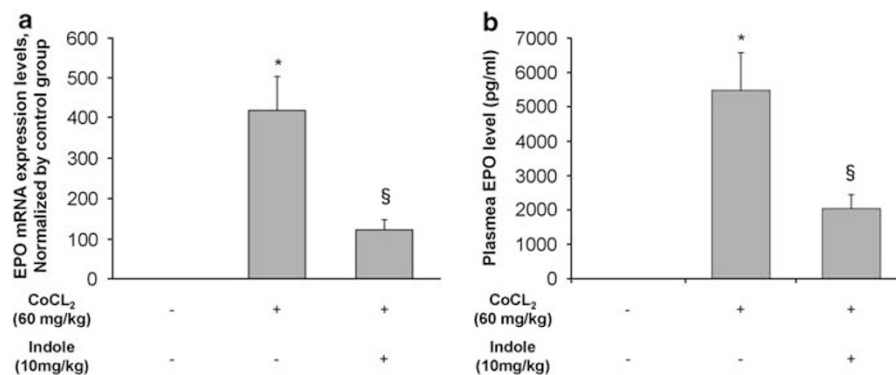 a
EPO mRNA expression levels,
Normalized by control group
600
500
400
300
200
100
0
*
§
CoCL₂
(60 mg/kg)
- + +
Indole
(10mg/kg)
- - +
b
Plasmea EPO level (pg/ml)
7000
6000
5000
4000
3000
2000
1000
0
*
§
CoCL₂
(60 mg/kg)
- + +
Indole
(10mg/kg)
- - +